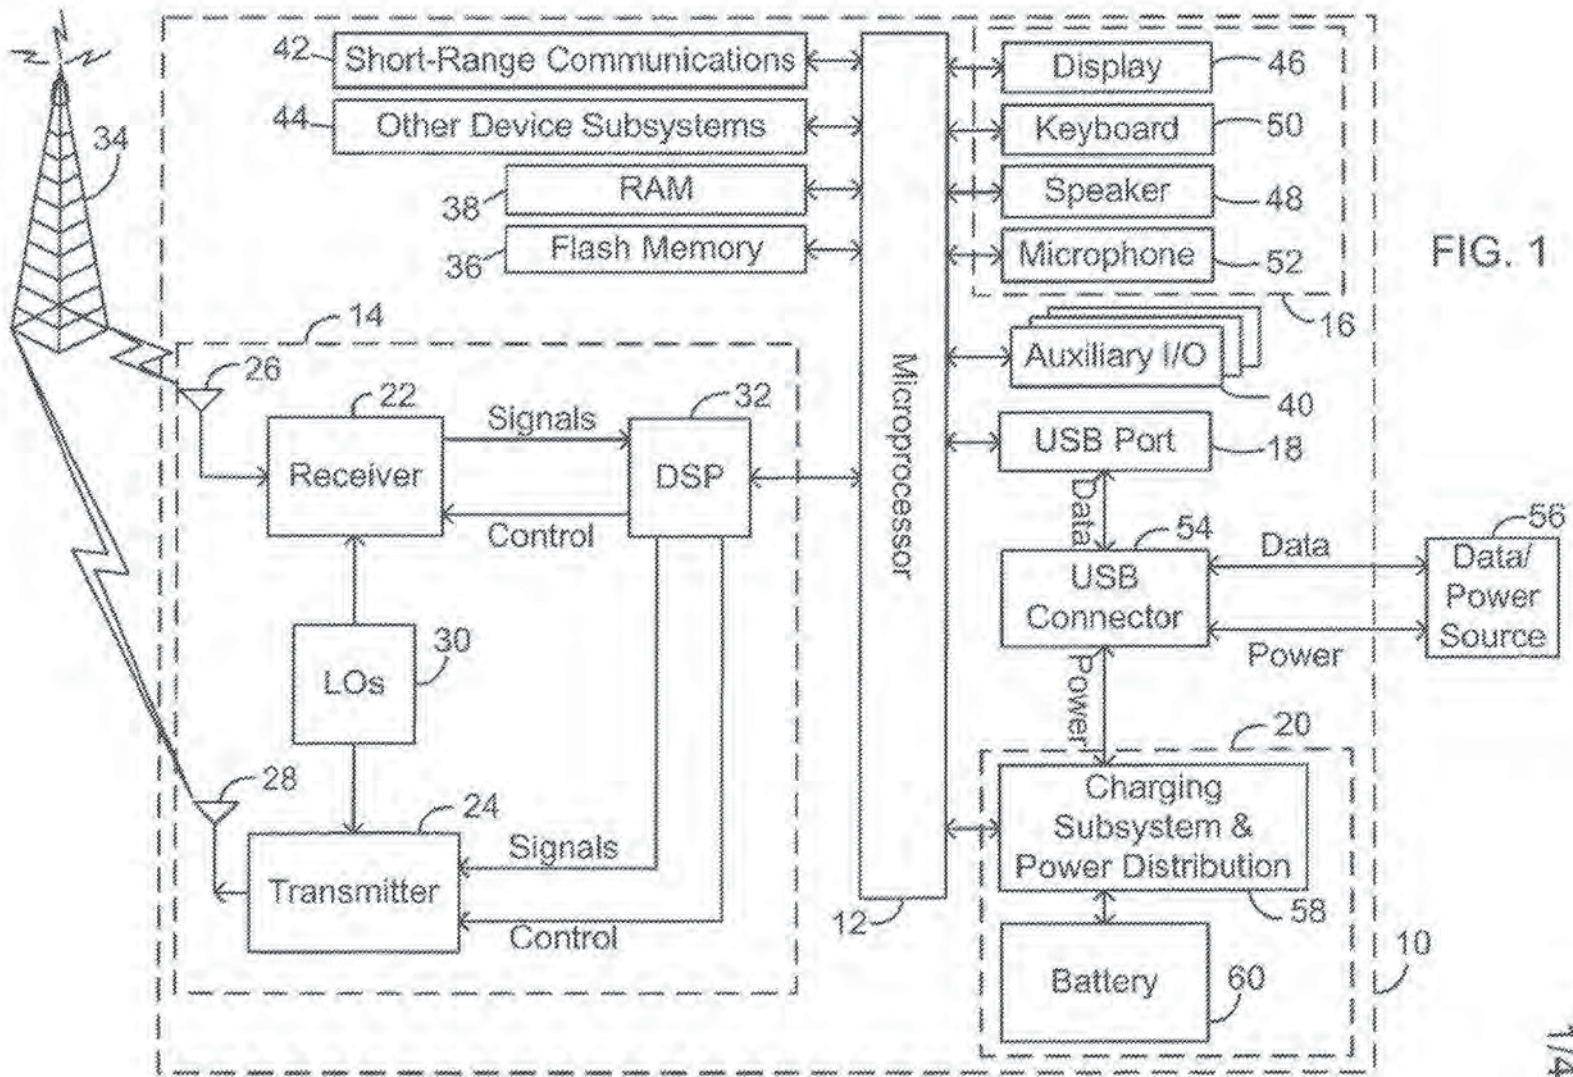 42
Short-Range Communications
Display
46
44
Other Device Subsystems
Keyboard
50
34
38
RAM
Speaker
48
36
Flash Memory
Microphone
52
FIG. 1
16
14
Auxiliary I/O
40
26
22
Signals
32
Microprocessor
USB Port
18
Receiver
DSP
Control
Data
54
56
USB
Connector
Data
Data/
Power
Source
Power
30
LOs
Power
20
28
24
Charging
Subsystem &
Power Distribution
Signals
Transmitter
58
12
Control
10
Battery
60
1/4